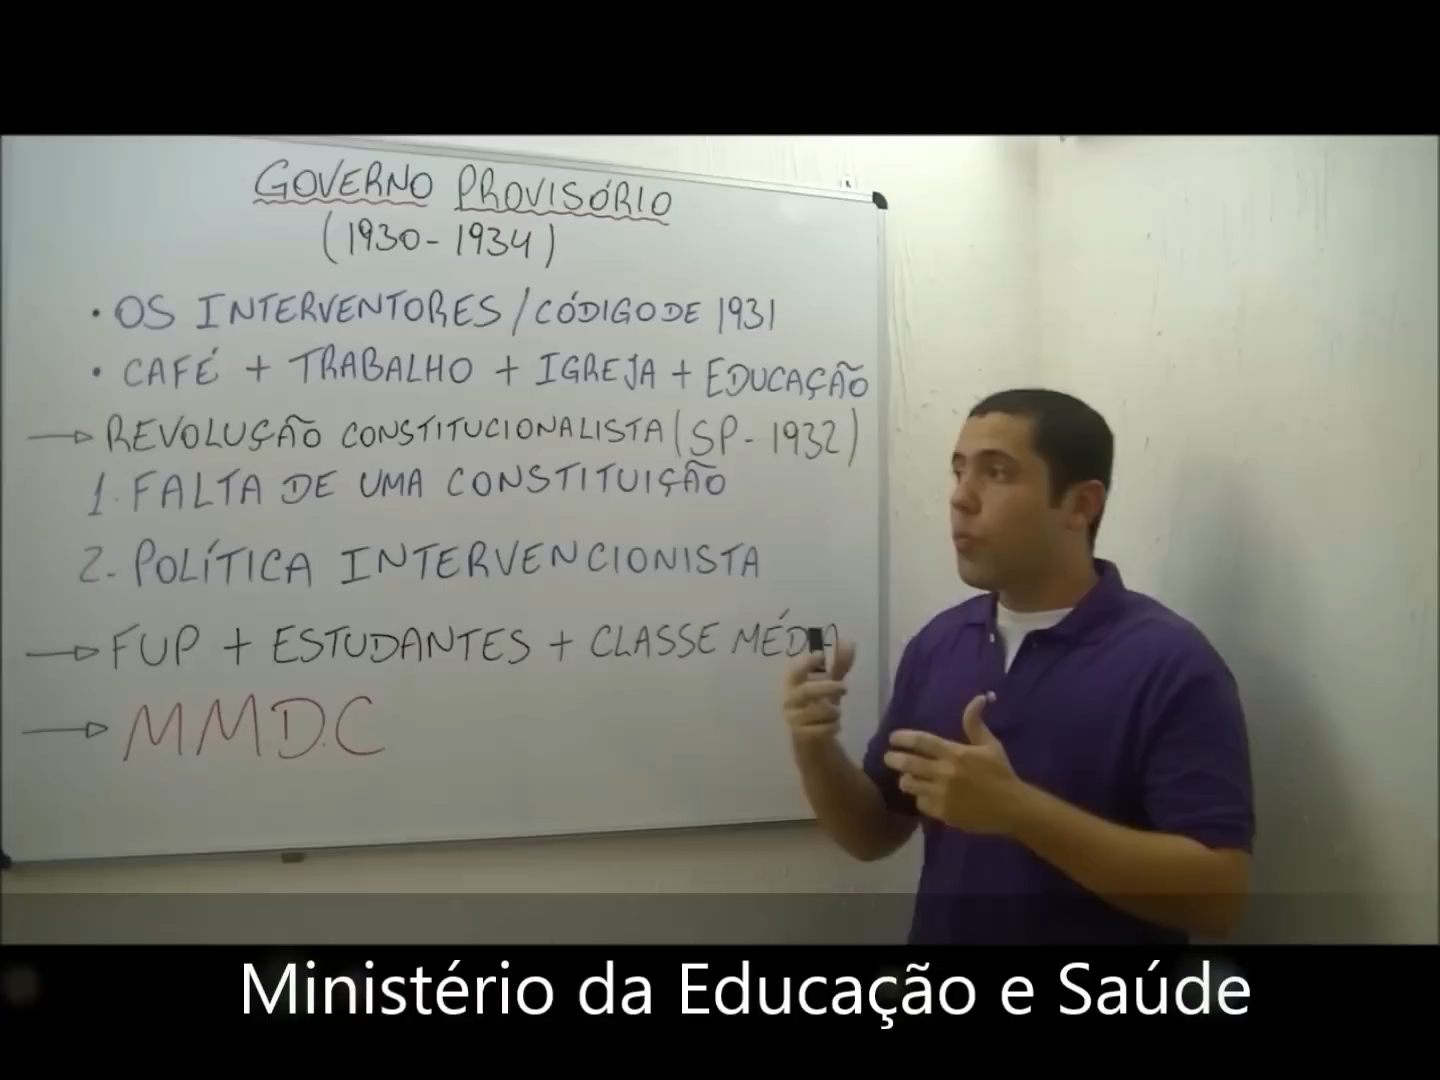 GOVERNO PROVISÓRIO
(1930-1934)
• OS INTERVENTORES / CÓDIGO DE 1931
• CAFÉ + TRABALHO + IGREJA + EDUCAÇÃO
→ REVOLUÇÃO CONSTITUCIONALISTA (SP-1932)
1. FALTA DE UMA CONSTITUIÇÃO
2. POLÍTICA INTERVENCIONISTA
→ FUP + ESTUDANTES + CLASSE MÉDIA
→ MMDC
Ministério da Educação e Saúde